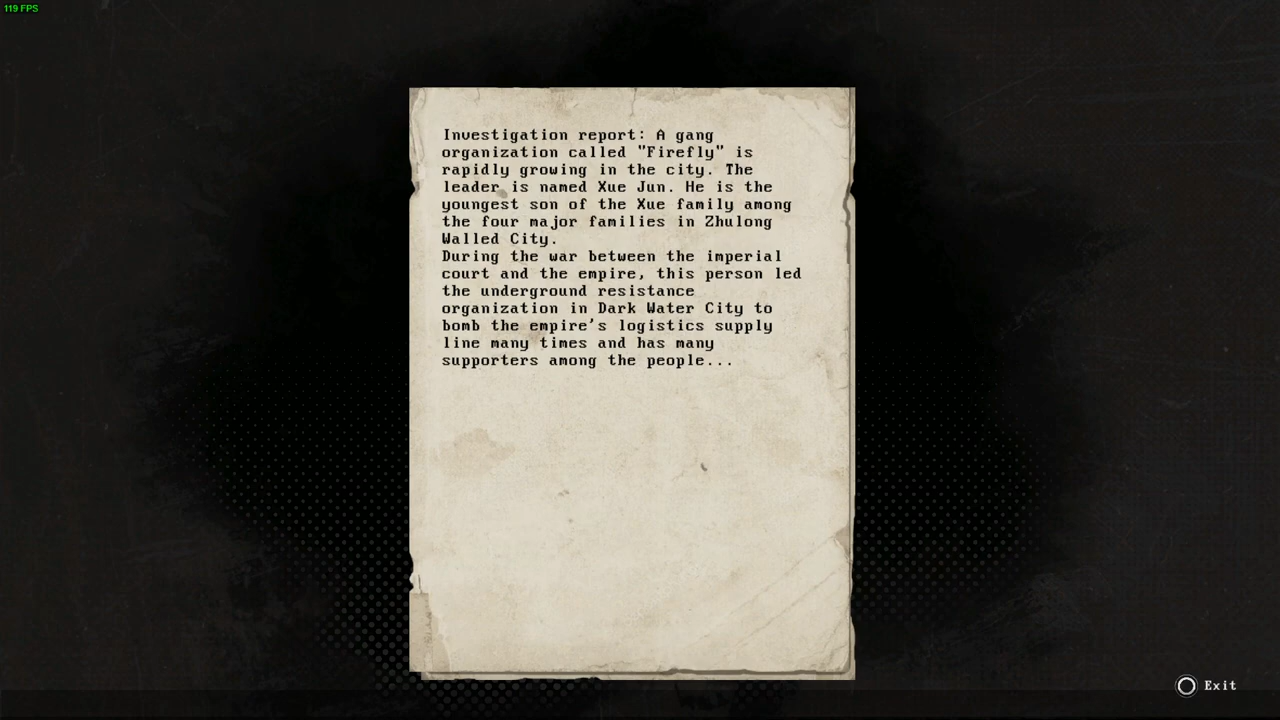 119 FPS
Investigation report: A gang
organization called "Firefly" is
rapidly growing in the city. The
leader is named Xue Jun. He is the
youngest son of the Xue family among
the four major families in Zhulong
Walled City.
During the war between the imperial
court and the empire, this person led
the underground resistance
organization in Dark Water City to
bomb the empire's logistics supply
line many times and has many
supporters among the people...
Exit